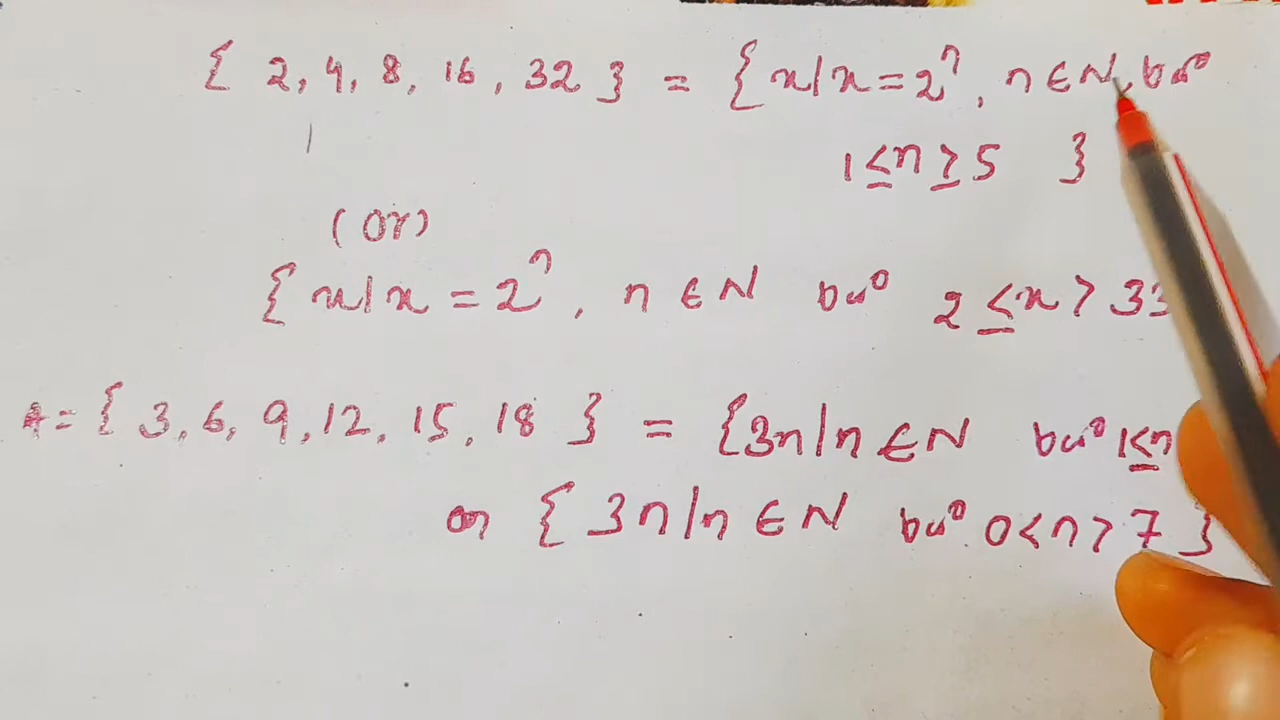 { 2, 4, 8, 16, 32 } = { x/x = 2ⁿ, n ∈ N,
1 ≤ n ≥ 5 }
(Or)
{ x/x = 2ⁿ, n ∈ N 2 ≤ x > 33
A = { 3, 6, 9, 12, 15, 18 } = { 3n/n ∈ N 1 ≤ n
or { 3n/n ∈ N 0 < n > 7 }